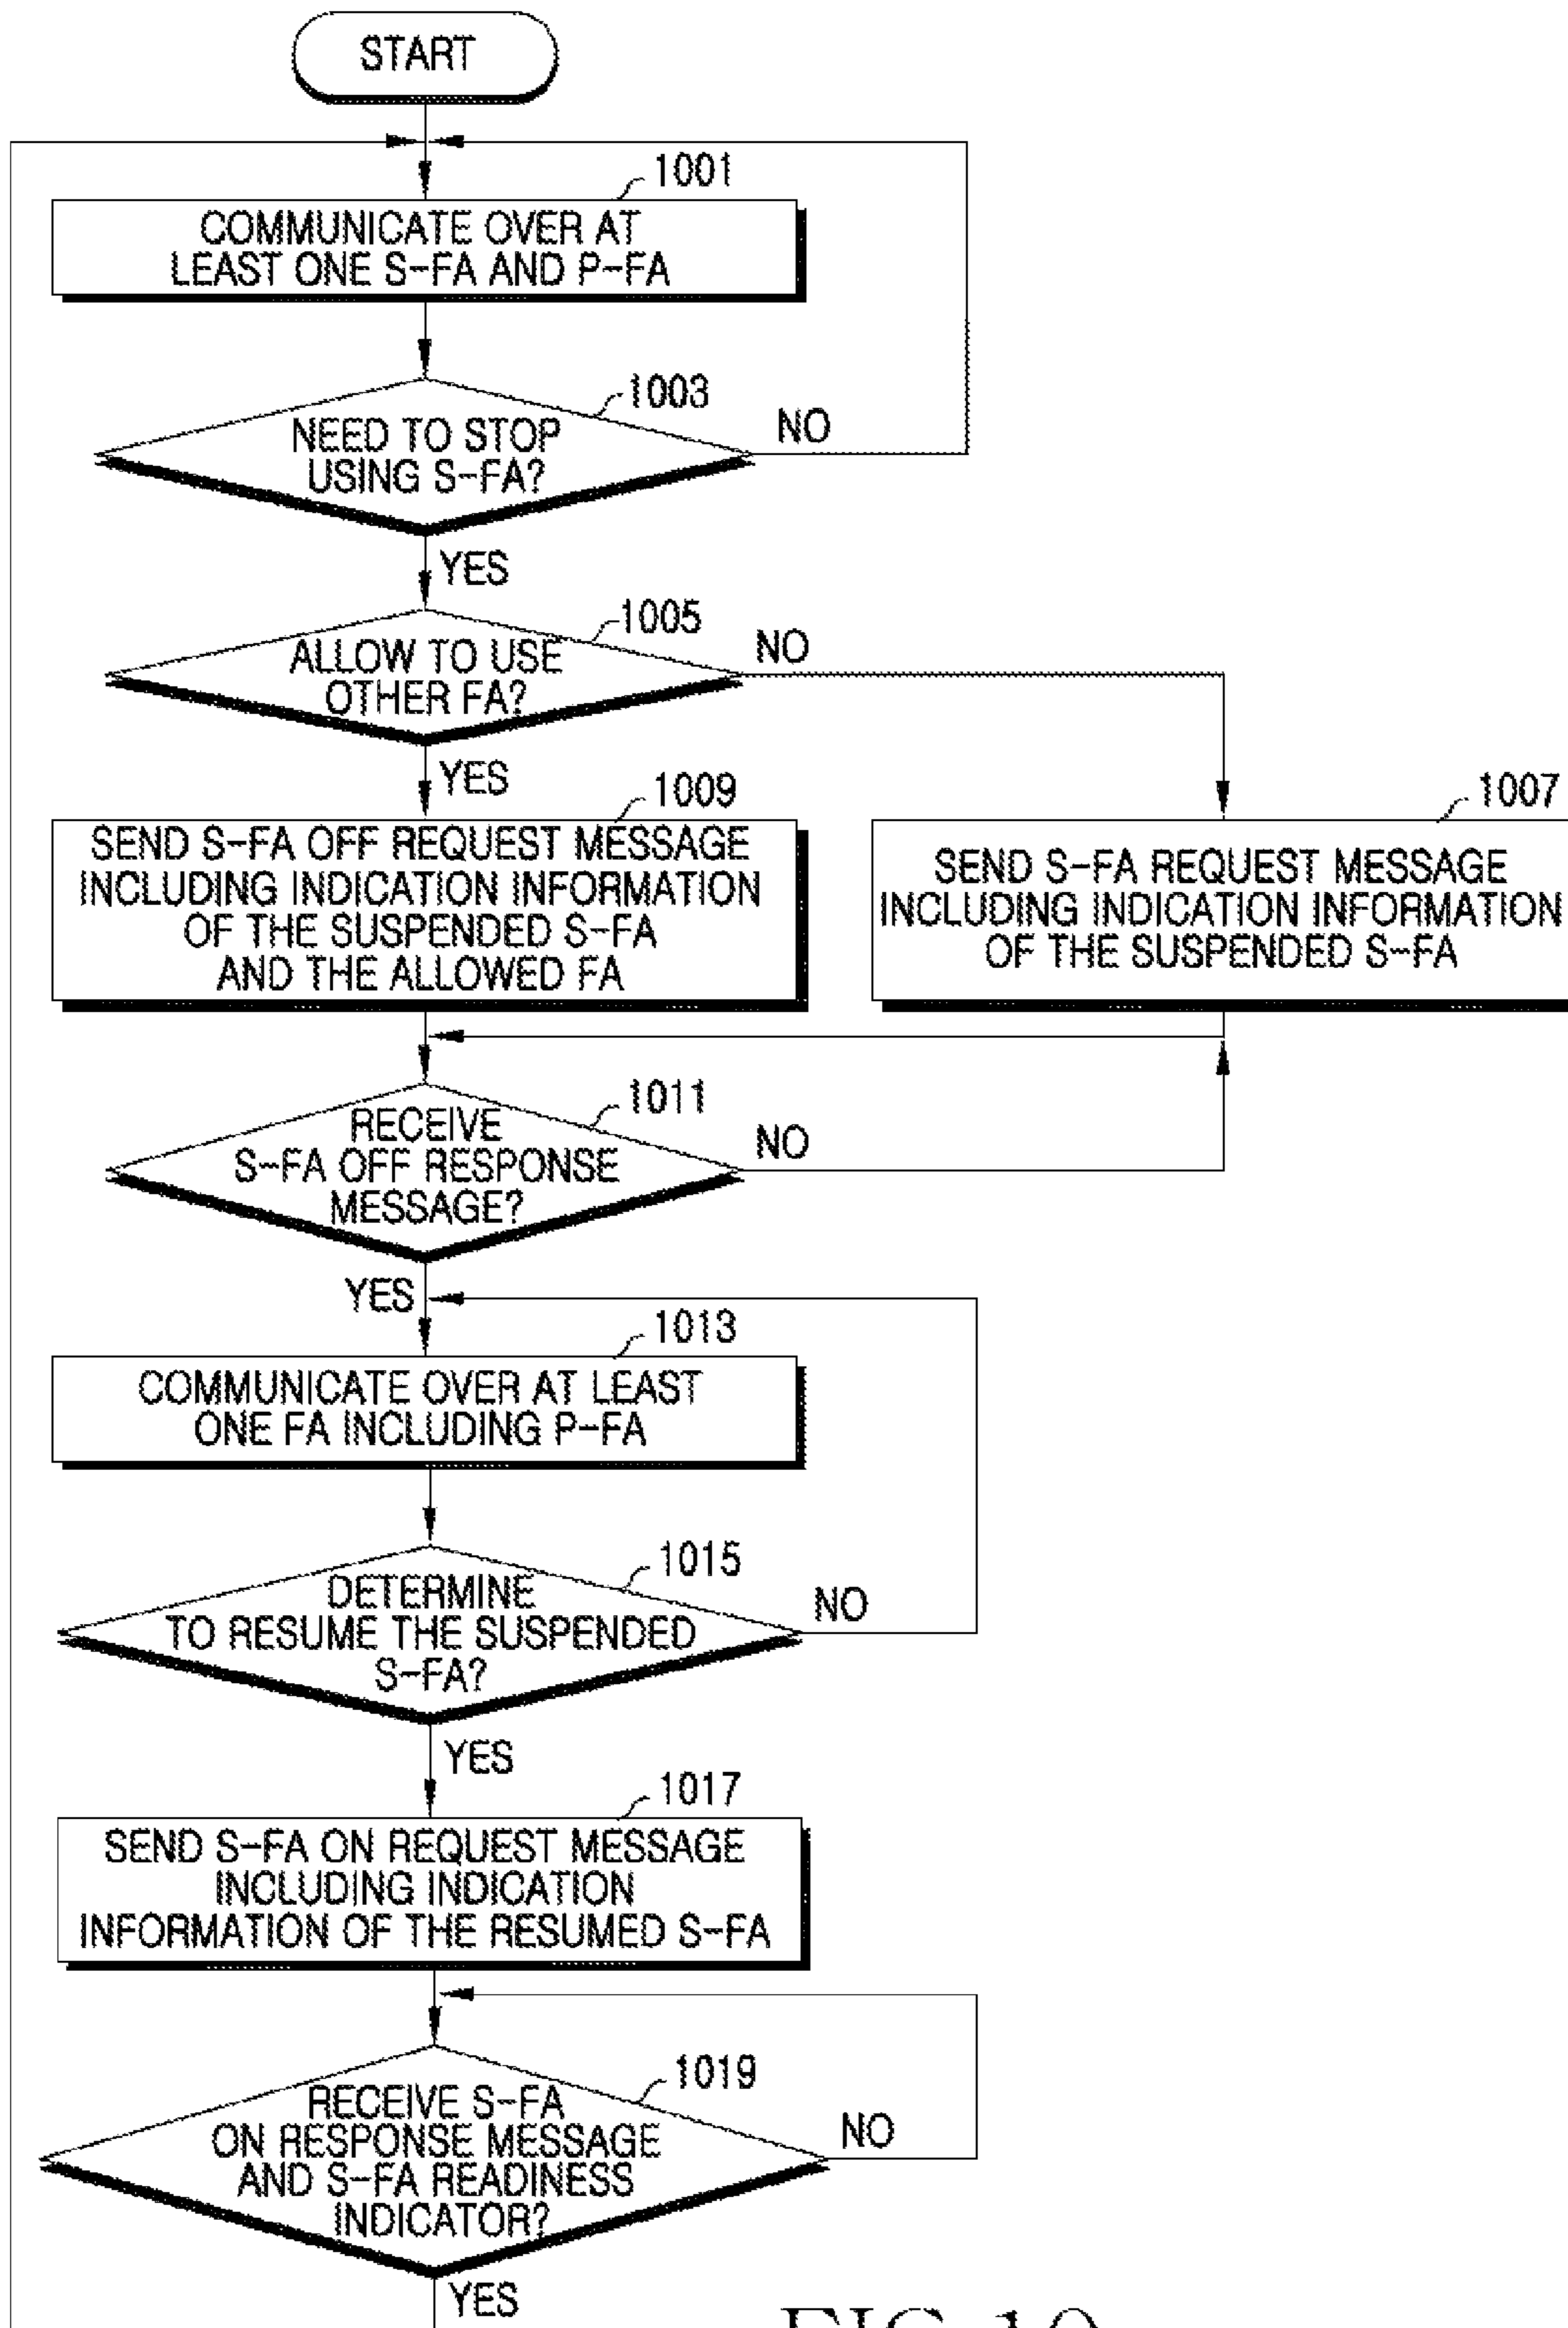 START
1001
COMMUNICATE OVER AT
LEAST ONE S-FA AND P-FA
1003
NEED TO STOP
USING S-FA?
NO
YES
1005
ALLOW TO USE
OTHER FA?
NO
YES
1009
SEND S-FA OFF REQUEST MESSAGE
INCLUDING INDICATION INFORMATION
OF THE SUSPENDED S-FA
AND THE ALLOWED FA
1007
SEND S-FA REQUEST MESSAGE
INCLUDING INDICATION INFORMATION
OF THE SUSPENDED S-FA
1011
RECEIVE
S-FA OFF RESPONSE
MESSAGE?
NO
YES
1013
COMMUNICATE OVER AT LEAST
ONE FA INCLUDING P-FA
1015
DETERMINE
TO RESUME THE SUSPENDED
S-FA?
NO
YES
1017
SEND S-FA ON REQUEST MESSAGE
INCLUDING INDICATION
INFORMATION OF THE RESUMED S-FA
1019
RECEIVE S-FA
ON RESPONSE MESSAGE
AND S-FA READINESS
INDICATOR?
NO
YES
FIG.10